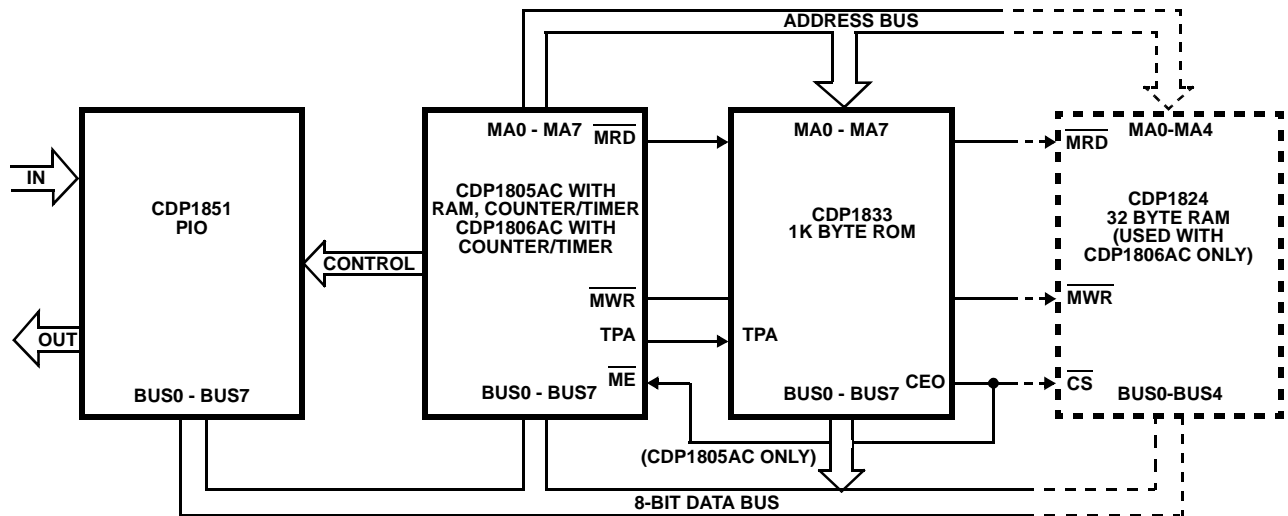 ADDRESS BUS
IN
OUT
CDP1851
PIO
BUS0 - BUS7
CONTROL
MA0 - MA7
MRD
CDP1805AC WITH
RAM, COUNTER/TIMER
CDP1806AC WITH
COUNTER/TIMER
MWR
TPA
ME
BUS0 - BUS7
MA0 - MA7
CDP1833
1K BYTE ROM
TPA
CEO
BUS0 - BUS7
MA0-MA4
MRD
CDP1824
32 BYTE RAM
(USED WITH
CDP1806AC ONLY)
MWR
CS
BUS0-BUS4
(CDP1805AC ONLY)
8-BIT DATA BUS